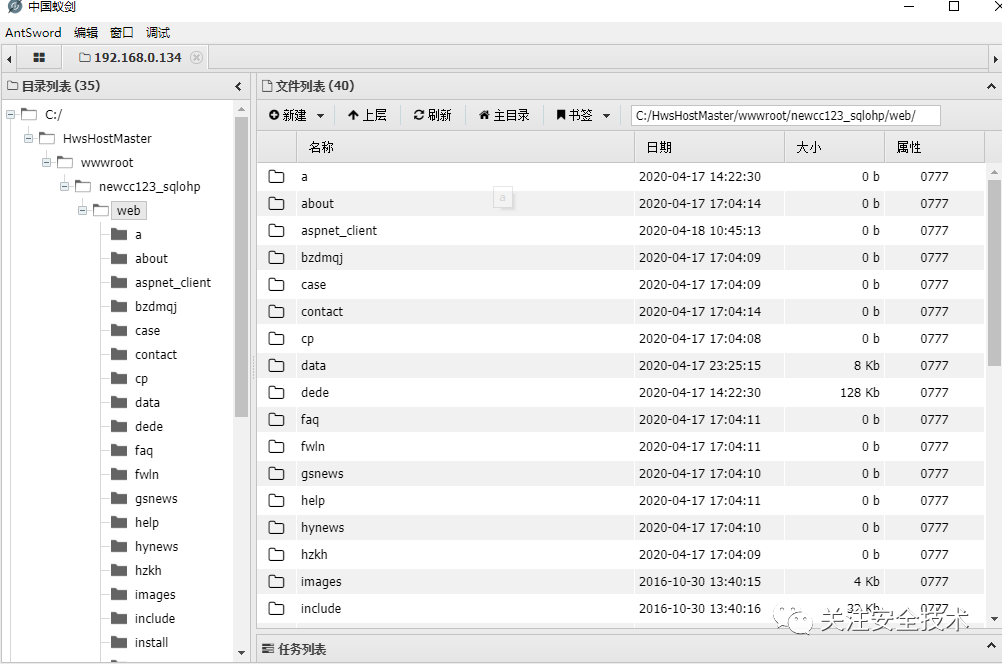 中国蚁剑
AntSword 编辑 窗口 调试
192.168.0.134
目录列表 (35)
C:/
HwsHostMaster
wwwroot
newcc123_sqlohp
web
a
about
aspnet_client
bzdmqj
case
contact
cp
data
dede
faq
fwln
gsnews
help
hynews
hzkh
images
include
install
文件列表 (40)
新建 上层 刷新 主目录 书签 C:/HwsHostMaster/wwwroot/newcc123_sqlohp/web/
名称 日期 大小 属性
a 2020-04-17 14:22:30 0 b 0777
a
about 2020-04-17 17:04:14 0 b 0777
aspnet_client 2020-04-18 10:45:13 0 b 0777
bzdmqj 2020-04-17 17:04:09 0 b 0777
case 2020-04-17 17:04:09 0 b 0777
contact 2020-04-17 17:04:14 0 b 0777
cp 2020-04-17 17:04:08 0 b 0777
data 2020-04-17 23:25:15 8 Kb 0777
dede 2020-04-17 14:22:30 128 Kb 0777
faq 2020-04-17 17:04:11 0 b 0777
fwln 2020-04-17 17:04:11 0 b 0777
gsnews 2020-04-17 17:04:10 0 b 0777
help 2020-04-17 17:04:11 0 b 0777
hynews 2020-04-17 17:04:10 0 b 0777
hzkh 2020-04-17 17:04:09 0 b 0777
images 2016-10-30 13:40:15 4 Kb 0777
include 2016-10-30 13:40:16 32 Kb 0777
关注安全技术
任务列表